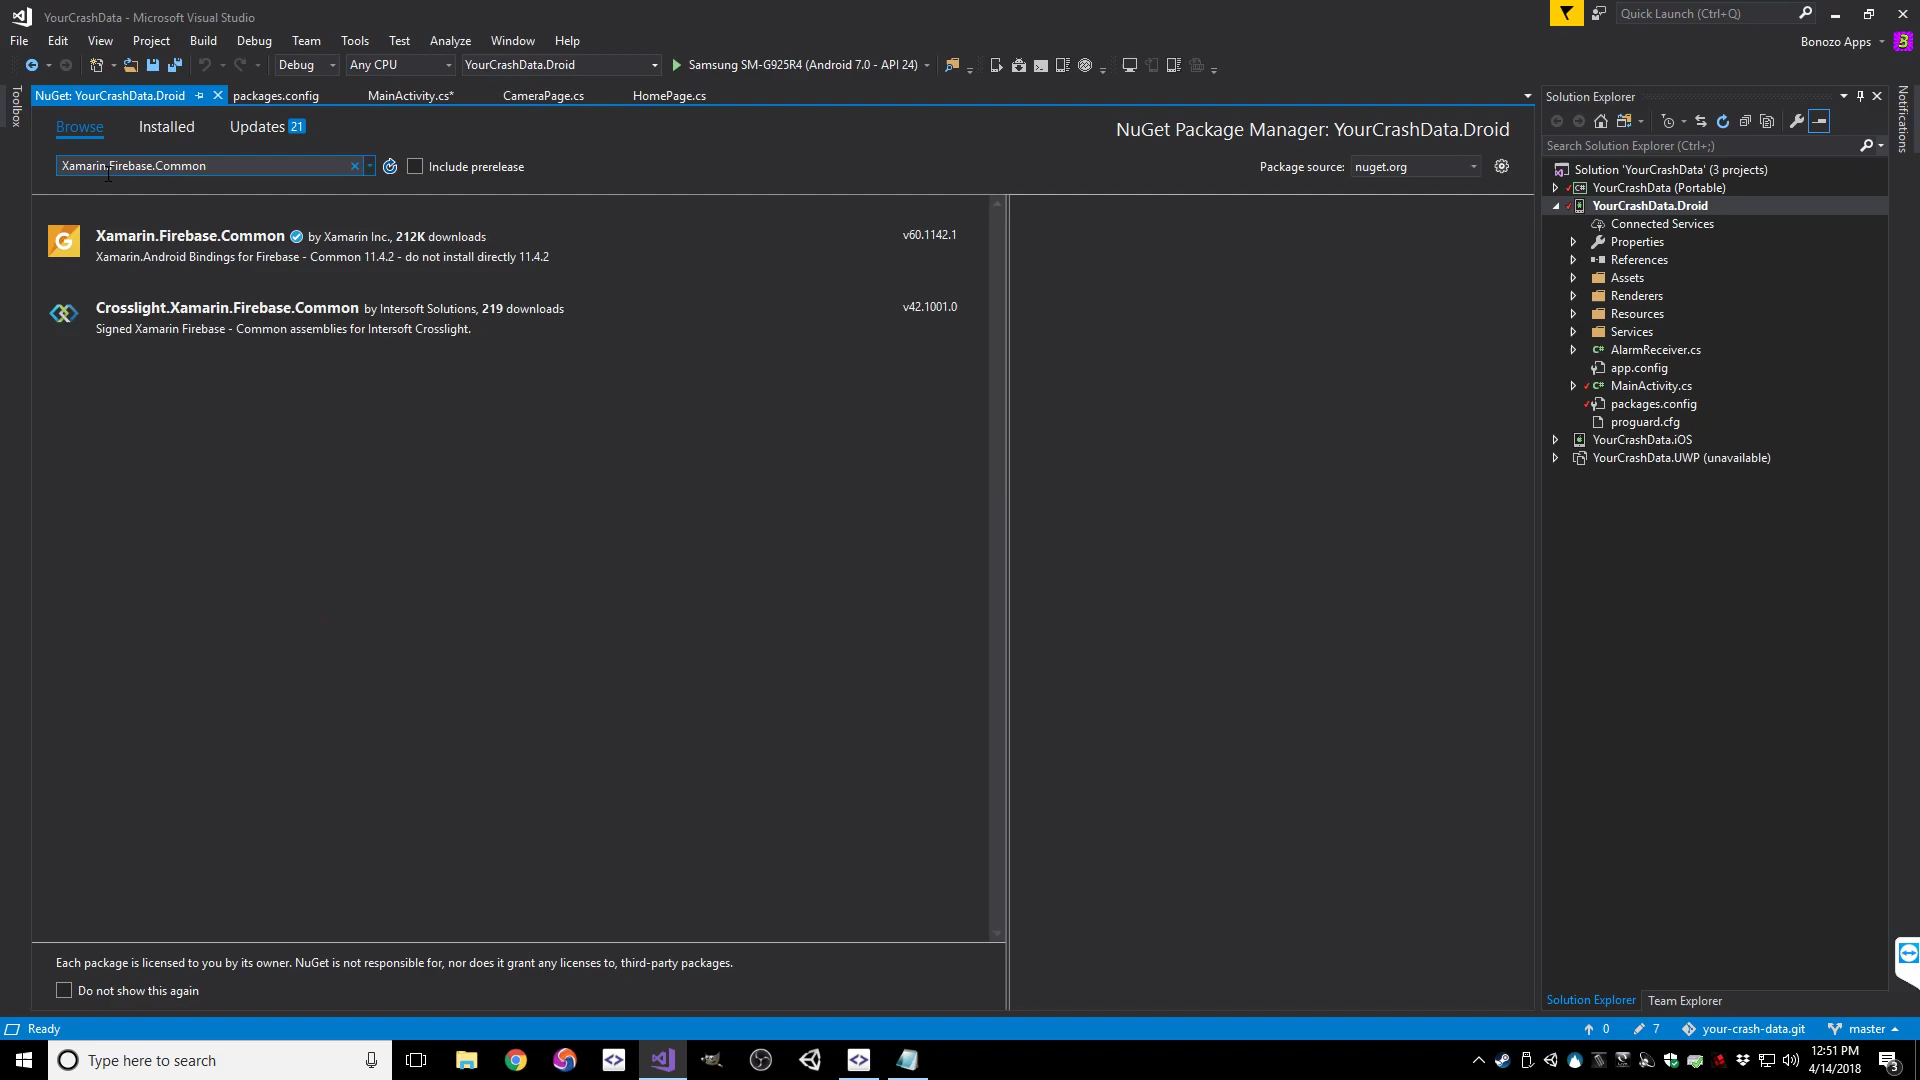 YourCrashData - Microsoft Visual Studio
Quick Launch (Ctrl+Q)
File Edit View Project Build Debug Team Tools Test Analyze Window Help
Bonozo Apps
Debug Any CPU YourCrashData.Droid Samsung SM-G925R4 (Android 7.0 - API 24)
Toolbox
NuGet: YourCrashData.Droid packages.config MainActivity.cs* CameraPage.cs HomePage.cs
Browse Installed Updates 21
NuGet Package Manager: YourCrashData.Droid
Xamarin.Firebase.Common
Include prerelease
Package source: nuget.org
Xamarin.Firebase.Common by Xamarin Inc., 212K downloads v60.1142.1
Xamarin.Android Bindings for Firebase - Common 11.4.2 - do not install directly 11.4.2
Crosslight.Xamarin.Firebase.Common by Intersoft Solutions, 219 downloads v42.1001.0
Signed Xamarin Firebase - Common assemblies for Intersoft Crosslight.
Each package is licensed to you by its owner. NuGet is not responsible for, nor does it grant any licenses to, third-party packages.
Do not show this again
Solution Explorer
Search Solution Explorer (Ctrl+;)
Solution 'YourCrashData' (3 projects)
C# YourCrashData (Portable)
YourCrashData.Droid
Connected Services
Properties
References
Assets
Renderers
Resources
Services
C# AlarmReceiver.cs
app.config
C# MainActivity.cs
packages.config
proguard.cfg
YourCrashData.iOS
YourCrashData.UWP (unavailable)
Solution Explorer Team Explorer
Notifications
Ready
0 7 your-crash-data.git master
Type here to search
12:51 PM
4/14/2018
3